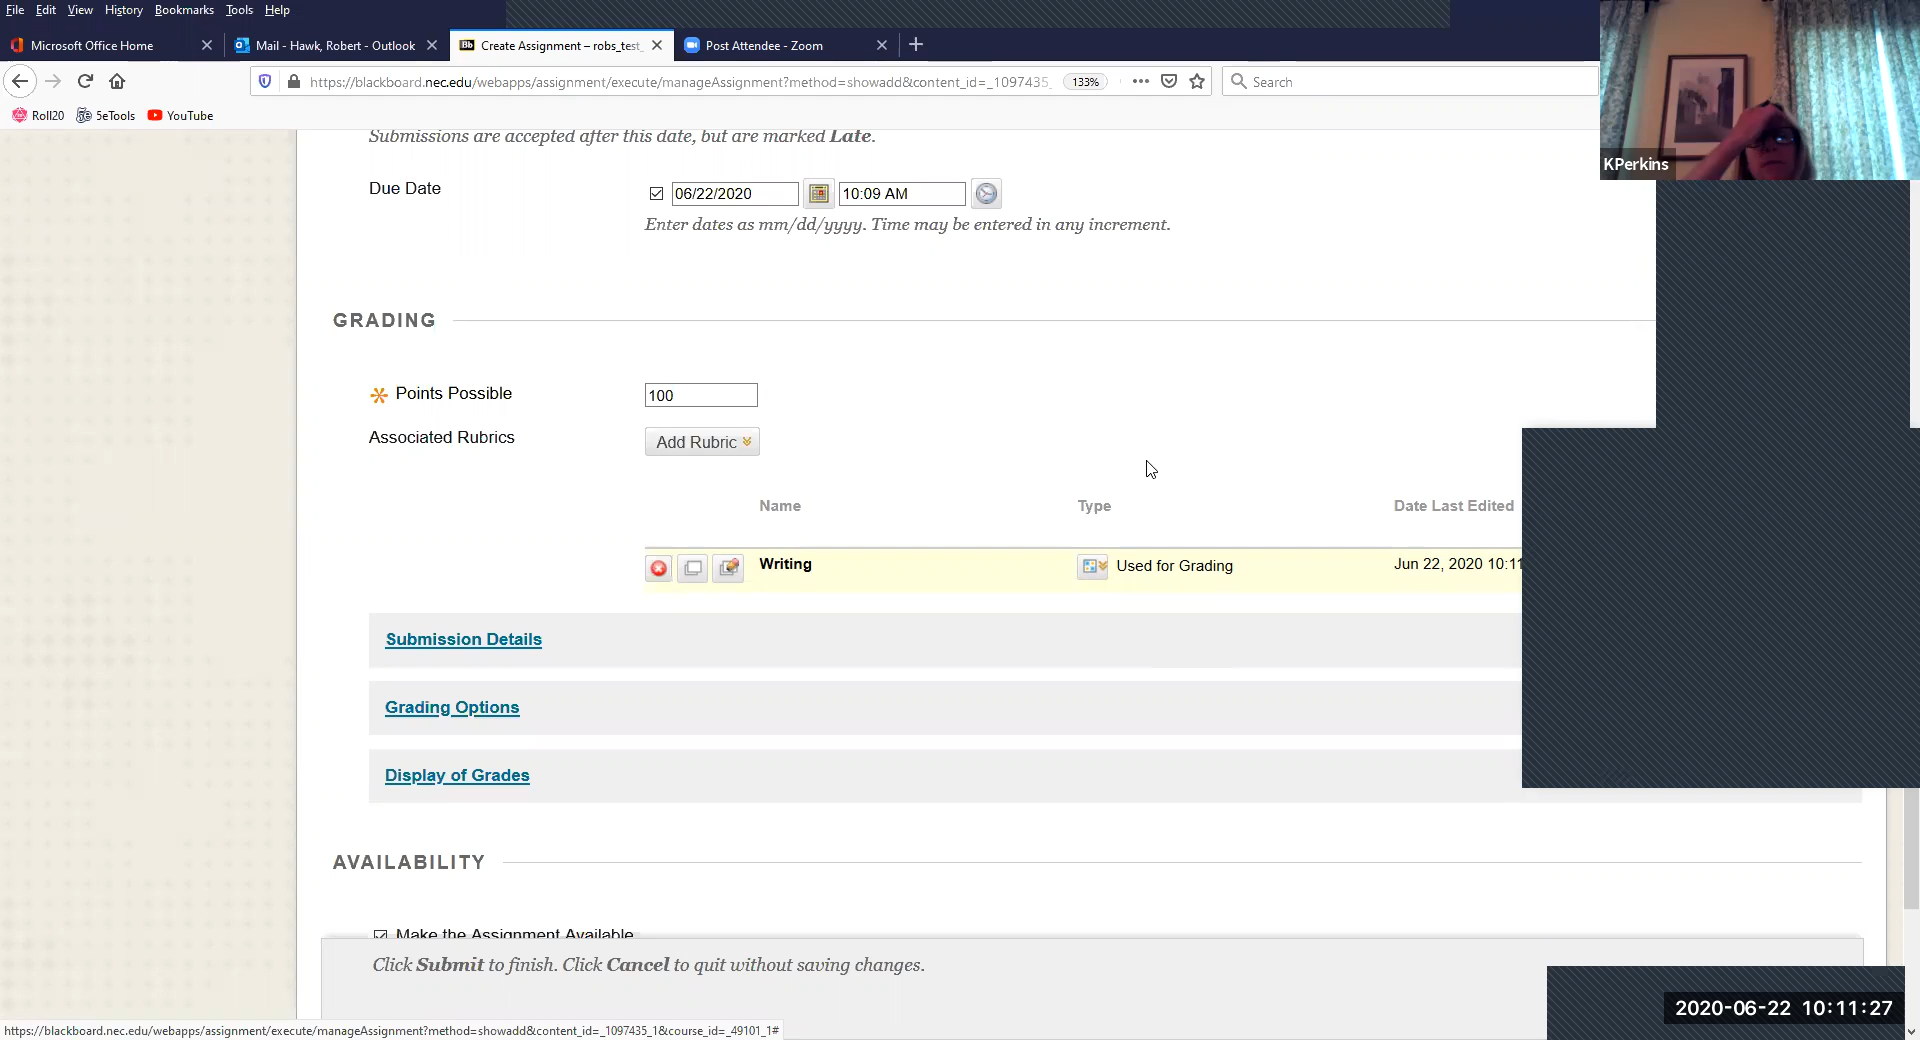 File Edit View History Bookmarks Tools Help
Microsoft Office Home
Mail - Hawk, Robert - Outlook
Create Assignment – robs_test_
Post Attendee - Zoom
https://blackboard.nec.edu/webapps/assignment/execute/manageAssignment?method=showadd&content_id=_1097435_
133%
Search
Roll20 5eTools YouTube
KPerkins
Submissions are accepted after this date, but are marked Late.
Due Date 06/22/2020 10:09 AM
Enter dates as mm/dd/yyyy. Time may be entered in any increment.
GRADING
Points Possible 100
Associated Rubrics Add Rubric
Name Type Date Last Edited
Writing Used for Grading Jun 22, 2020 10:11
Submission Details
Grading Options
Display of Grades
AVAILABILITY
Make the Assignment Available
Click Submit to finish. Click Cancel to quit without saving changes.
2020-06-22 10:11:27
https://blackboard.nec.edu/webapps/assignment/execute/manageAssignment?method=showadd&content_id=_1097435_1&course_id=_49101_1#